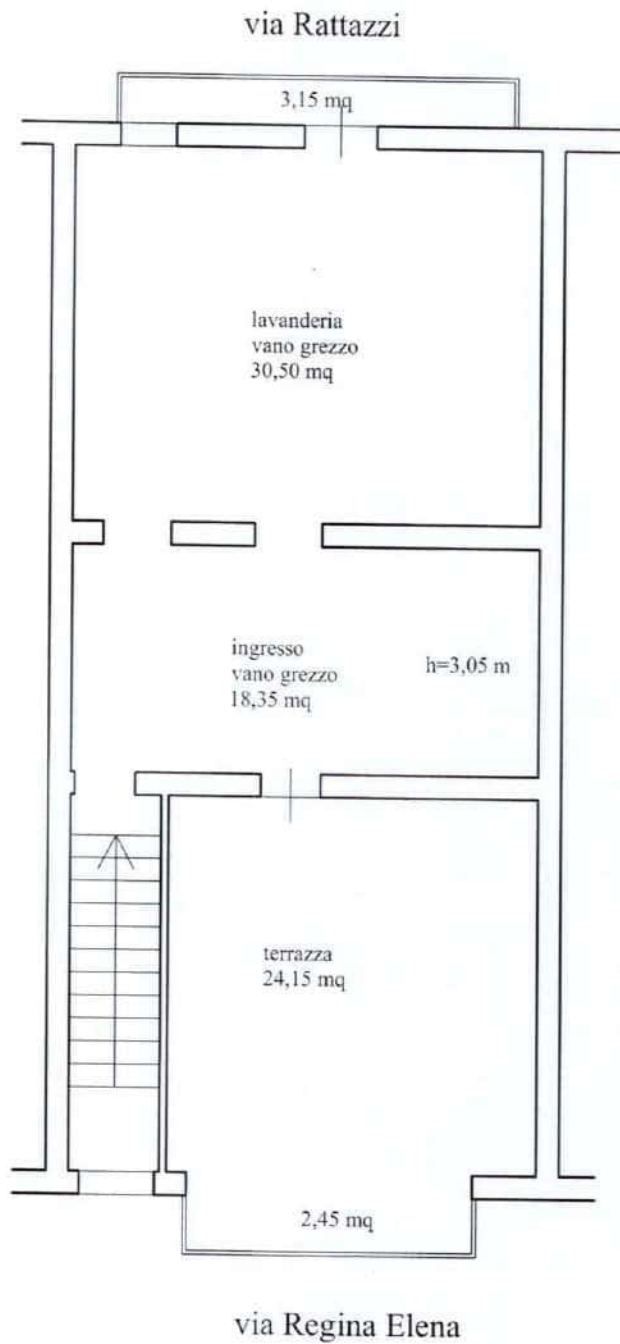 via Rattazzi
3,15 mq
lavanderia
vano grezzo
30,50 mq
ingresso
vano grezzo
18,35 mq
h=3,05 m
terrazza
24,15 mq
2,45 mq
via Regina Elena